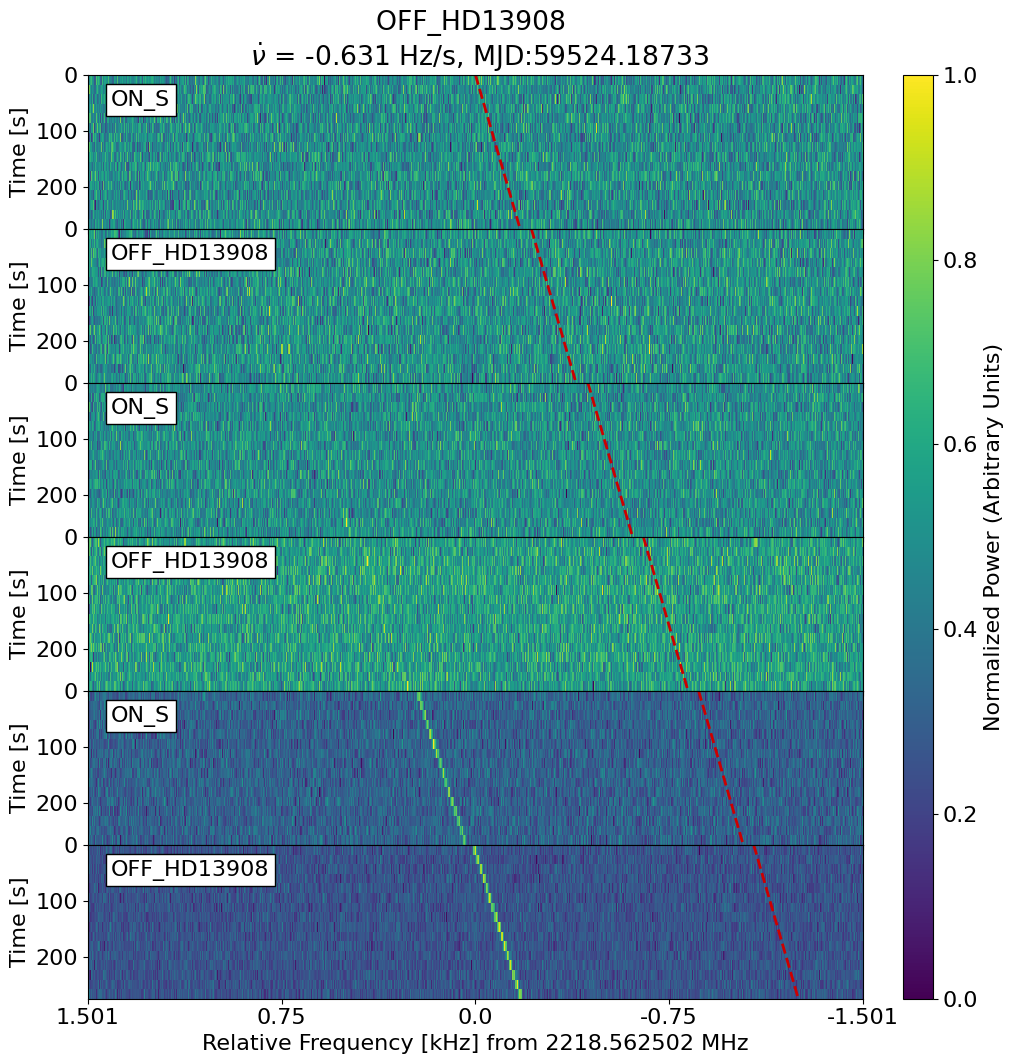 OFF_HD13908
ν̇ = -0.631 Hz/s, MJD:59524.18733
0
ON_S
100
200
Time [s]
0
OFF_HD13908
100
200
Time [s]
0
ON_S
100
200
Time [s]
0
OFF_HD13908
100
200
Time [s]
0
ON_S
100
200
Time [s]
0
OFF_HD13908
100
200
Time [s]
1.501 0.75 0.0 -0.75 -1.501
Relative Frequency [kHz] from 2218.562502 MHz
1.0
0.8
0.6
0.4
0.2
0.0
Normalized Power (Arbitrary Units)